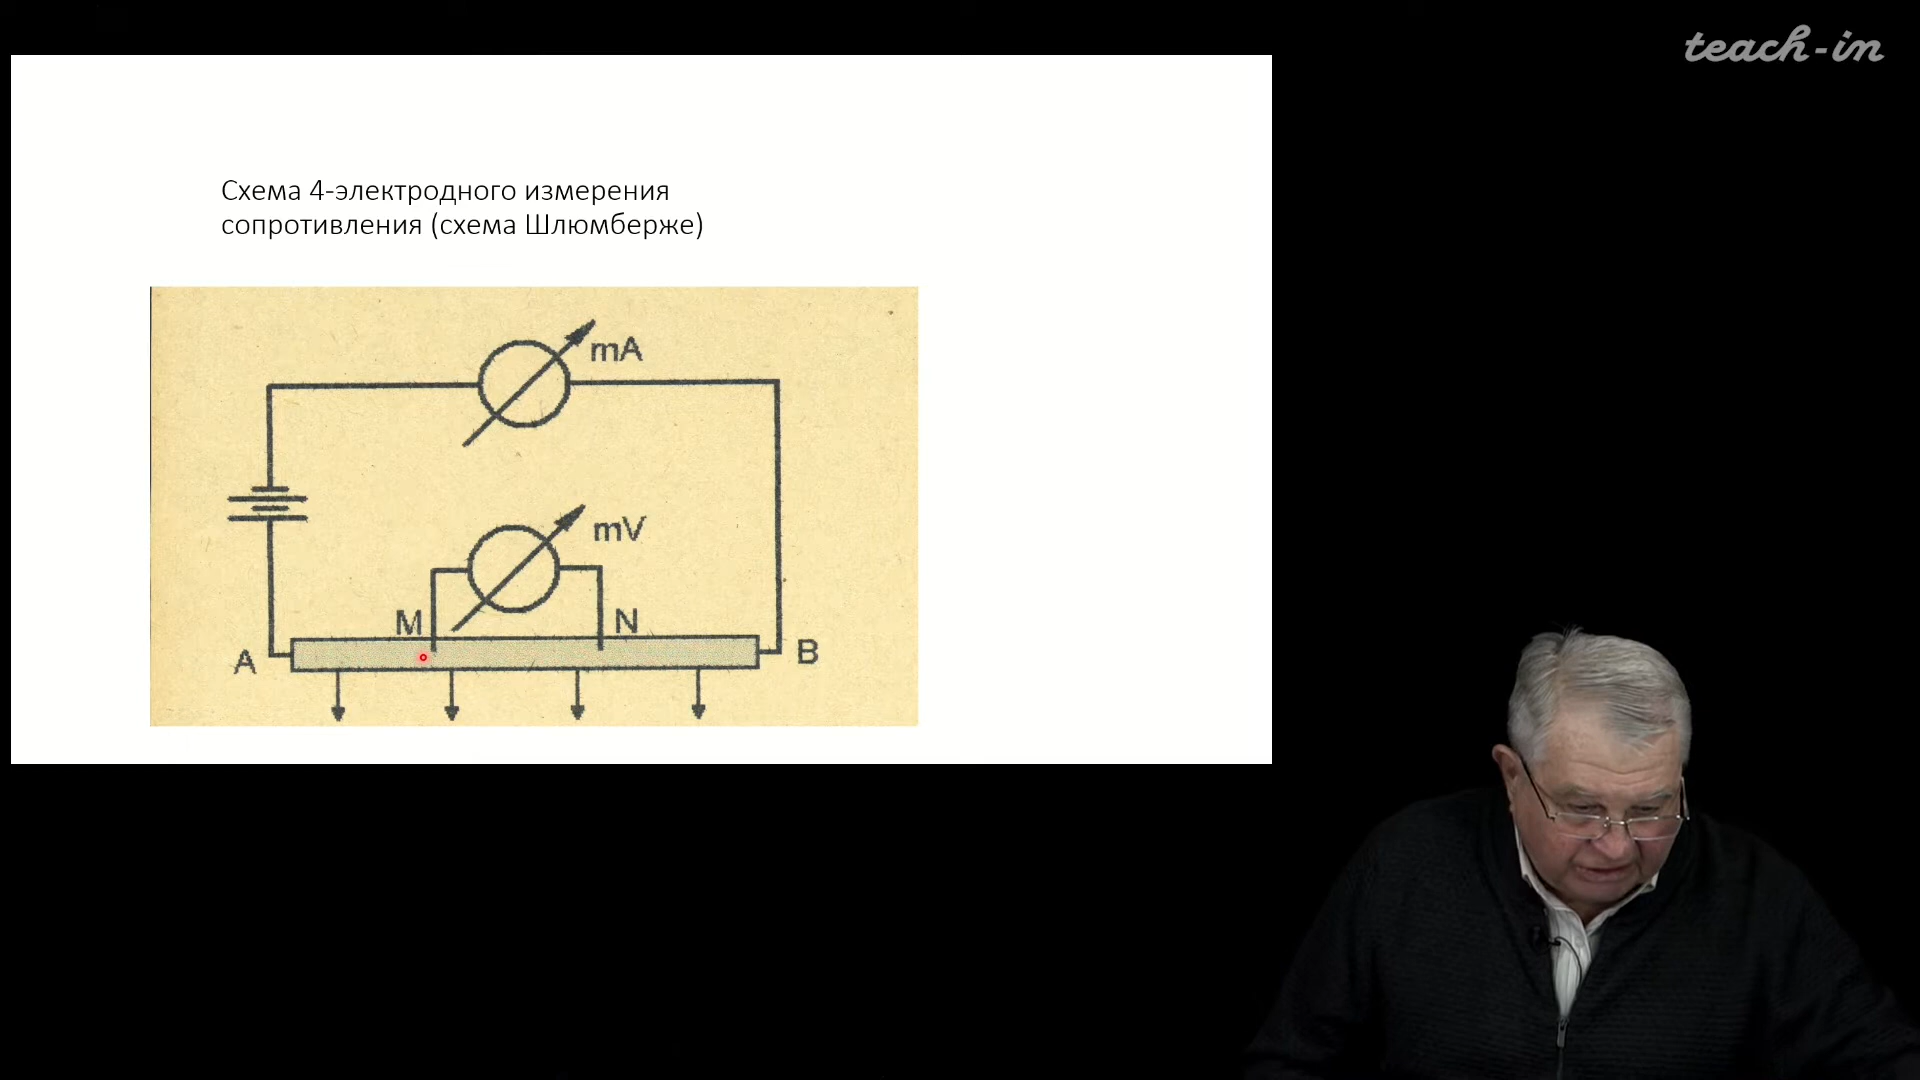 teach-in
Схема 4-электродного измерения
сопротивления (схема Шлюмберже)
mA
mV
M
N
A
B